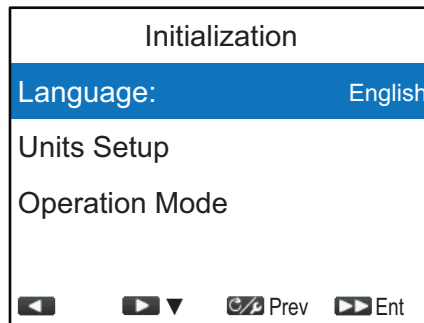 Initialization
Language: English
Units Setup
Operation Mode
Prev Ent